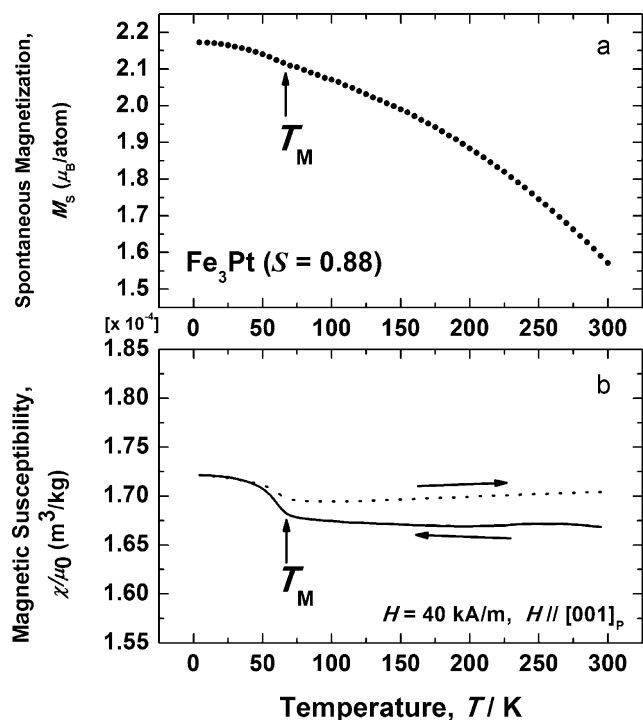 Spontaneous Magnetization,
M_S (μ_B/atom)
2.2
2.1
2.0
1.9
1.8
1.7
1.6
1.5
a
T_M
Fe₃Pt (S = 0.88)
0 50 100 150 200 250 300
[x 10⁻⁴]
Magnetic Susceptibility,
χ/μ₀ (m³/kg)
1.85
1.80
1.75
1.70
1.65
1.60
1.55
b
T_M
H = 40 kA/m, H // [001]_P
0 50 100 150 200 250 300
Temperature, T / K